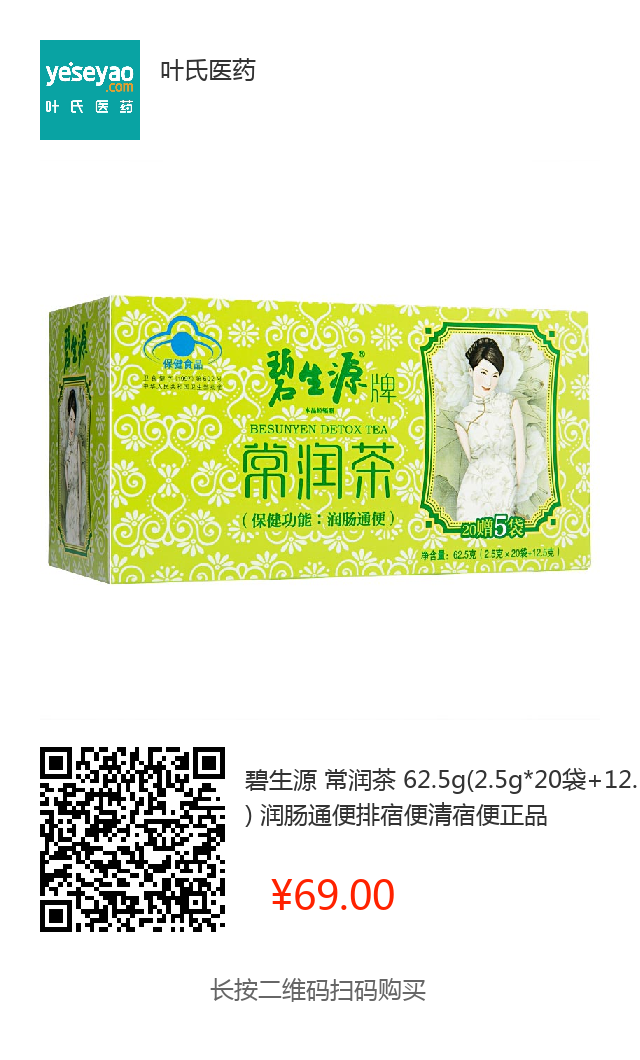 yeseyao
.com
叶氏医药
叶氏医药
保健食品
碧生源®牌
BESUNYEN DETOX TEA
常润茶
(保健功能：润肠通便)
20赠5袋
净含量：62.5克（2.5克×20袋+12.5克）
碧生源
碧生源 常润茶 62.5g(2.5g*20袋+12.
) 润肠通便排宿便清宿便正品
¥69.00
长按二维码扫码购买